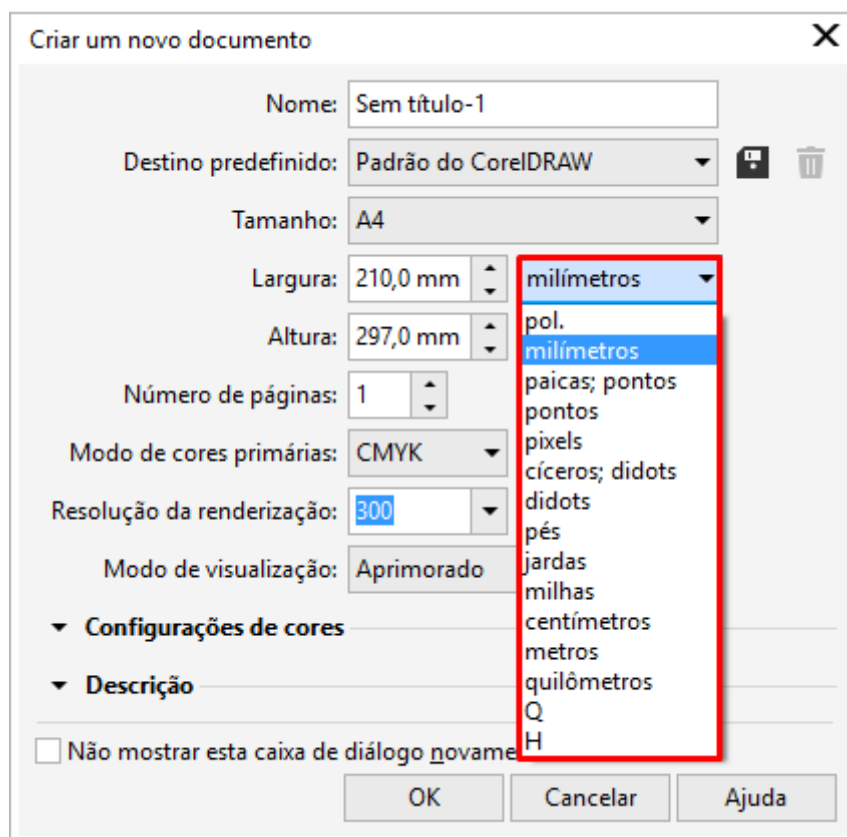 Criar um novo documento
Nome: Sem título-1
Destino predefinido: Padrão do CorelDRAW
Tamanho: A4
Largura: 210,0 mm milímetros
Altura: 297,0 mm
pol.
milímetros
paicas; pontos
pontos
pixels
cíceros; didots
didots
pés
jardas
milhas
centímetros
metros
quilômetros
Q
H
Número de páginas: 1
Modo de cores primárias: CMYK
Resolução da renderização: 300
Modo de visualização: Aprimorado
Configurações de cores
Descrição
Não mostrar esta caixa de diálogo novame
OK Cancelar Ajuda